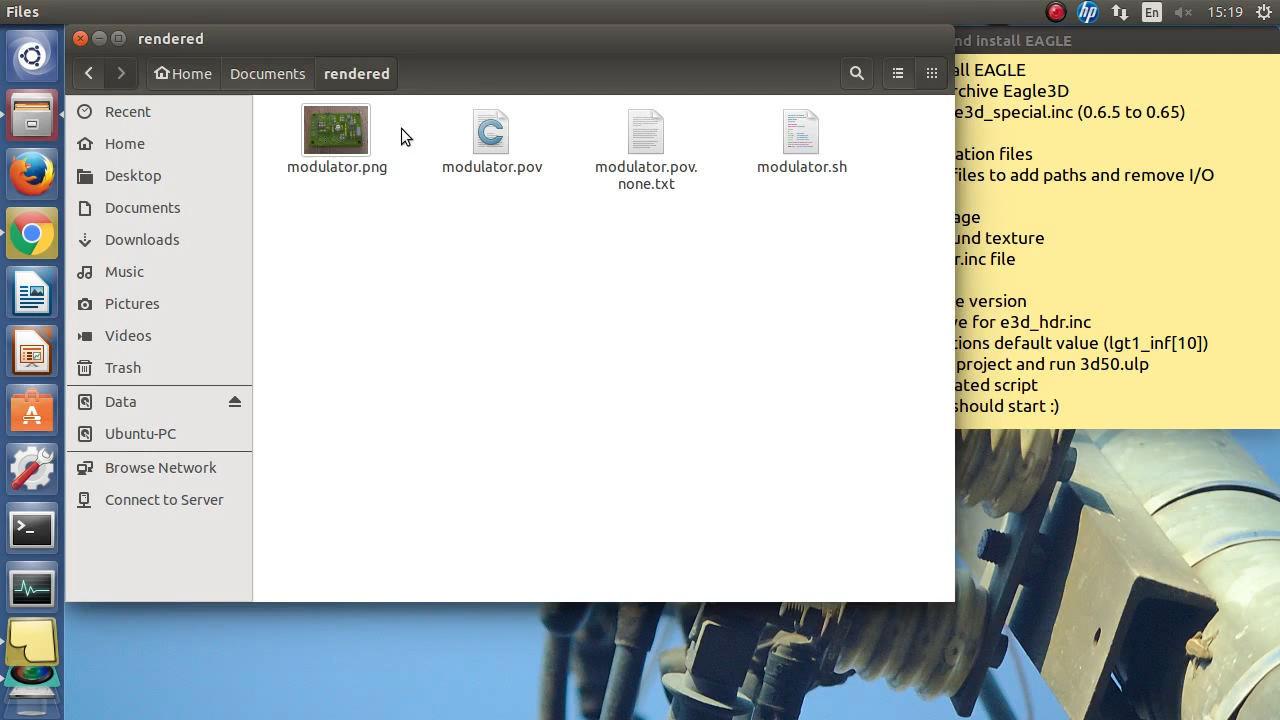 Files
En
15:19
rendered
nd install EAGLE
Home
Documents
rendered
Recent
Home
Desktop
Documents
Downloads
Music
Pictures
Videos
Trash
Data
Ubuntu-PC
Browse Network
Connect to Server
modulator.png
modulator.pov
modulator.pov.
none.txt
modulator.sh
all EAGLE
rchive Eagle3D
e3d_special.inc (0.6.5 to 0.65)
ation files
files to add paths and remove I/O
age
und texture
r.inc file
e version
ve for e3d_hdr.inc
tions default value (lgt1_inf[10])
project and run 3d50.ulp
ated script
should start :)